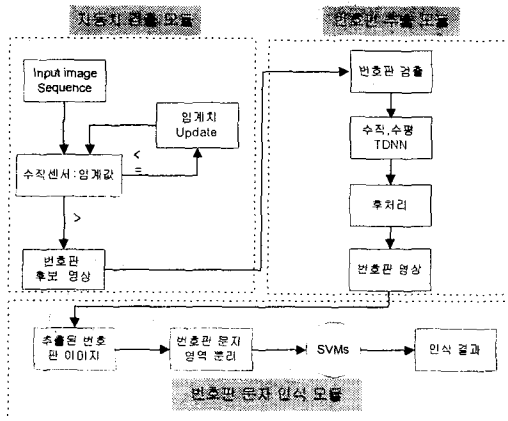 자동차 검출 모듈
번호판 추출 모듈
Input image
Sequence
임계치
Update
수직센서:임계값
<
=
>
번호판
후보 영상
번호판 검출
수직,수평
TDNN
후처리
번호판 영상
추출된 번호
판 이미지
번호판 문자
영역 분리
SVMs
인식 결과
번호판 문자 인식 모듈